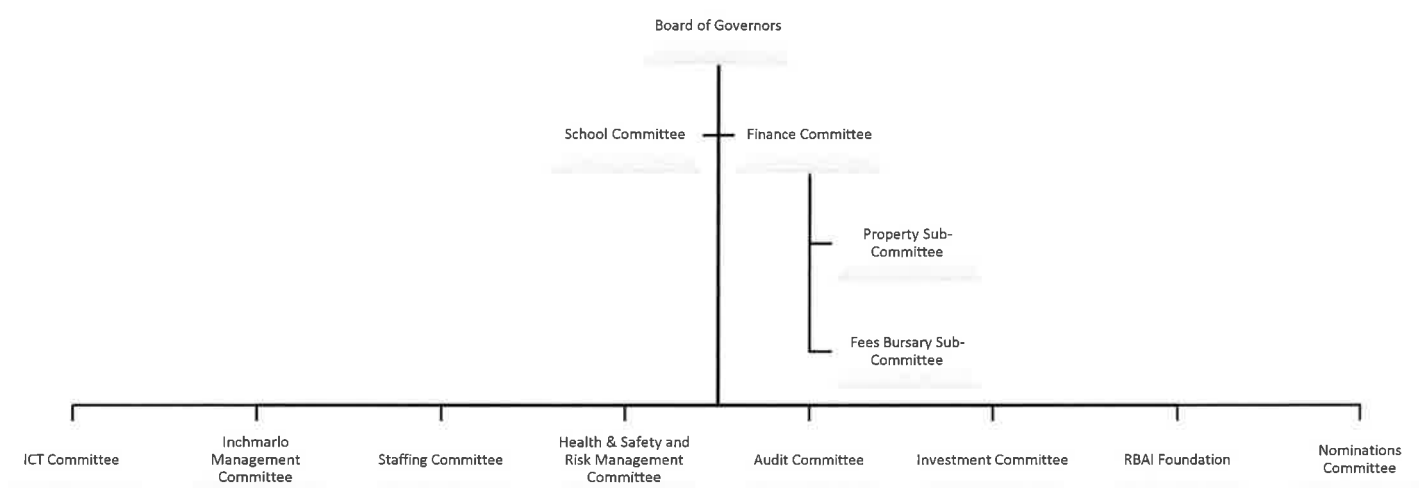 Board of Governors
School Committee
Finance Committee
Property Sub-
Committee
Fees Bursary Sub-
Committee
ICT Committee
Inchmarlo
Management
Committee
Staffing Committee
Health & Safety and
Risk Management
Committee
Audit Committee
Investment Committee
RBAI Foundation
Nominations
Committee